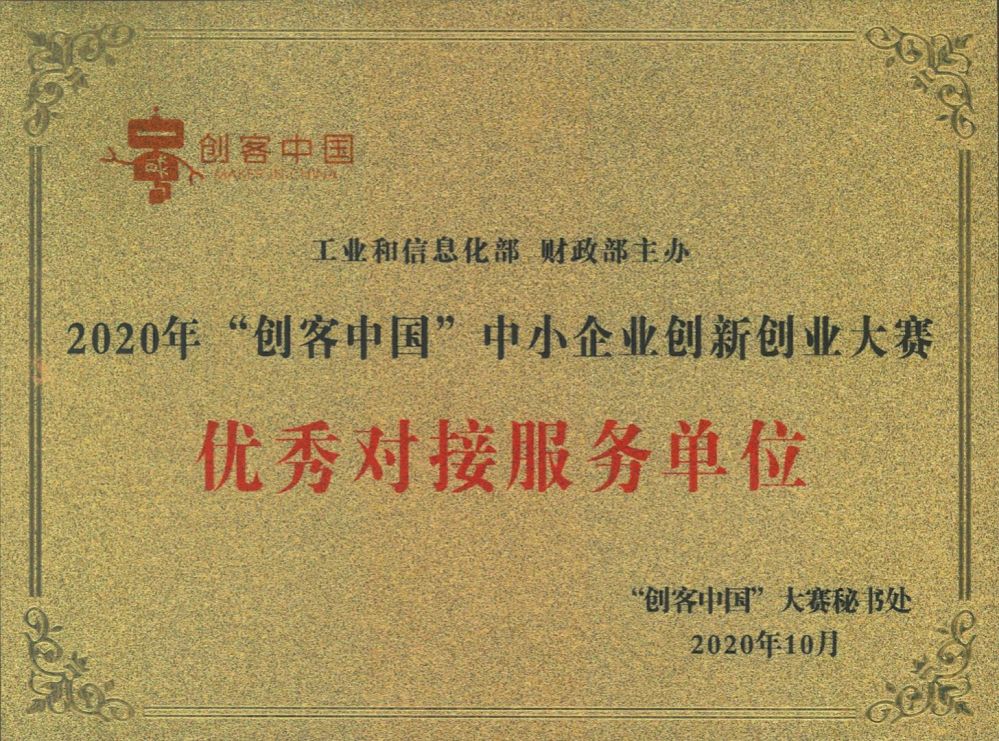 创客中国
MAKER IN CHINA
工业和信息化部 财政部主办
2020年“创客中国”中小企业创新创业大赛
优秀对接服务单位
“创客中国”大赛秘书处
2020年10月